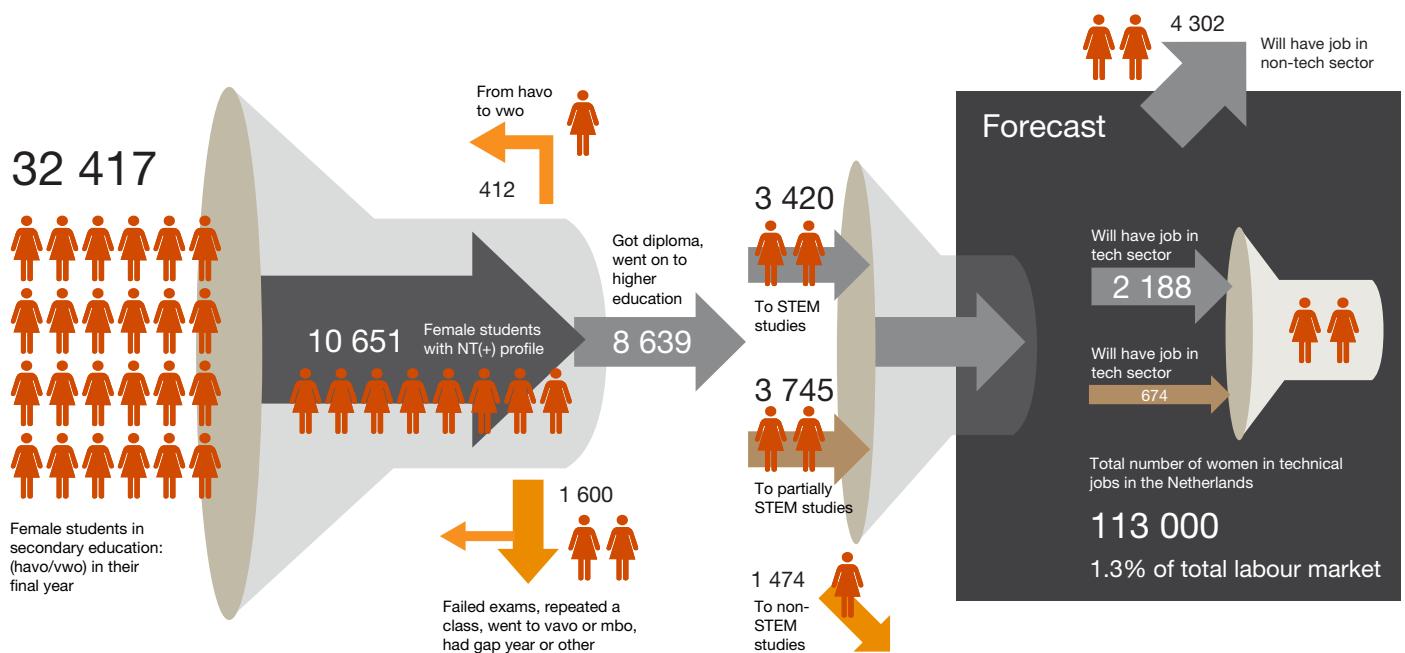 32 417
Female students in
secondary education:
(havo/vwo) in their
final year
From havo
to vwo
412
10 651
Female students
with NT(+) profile
1 600
Failed exams, repeated a
class, went to vavo or mbo,
had gap year or other
Got diploma,
went on to
higher
education
8 639
3 420
To STEM
studies
3 745
To partially
STEM studies
1 474
To non-
STEM
studies
4 302
Will have job in
non-tech sector
Forecast
Will have job in
tech sector
2 188
Will have job in
tech sector
674
Total number of women in technical
jobs in the Netherlands
113 000
1.3% of total labour market